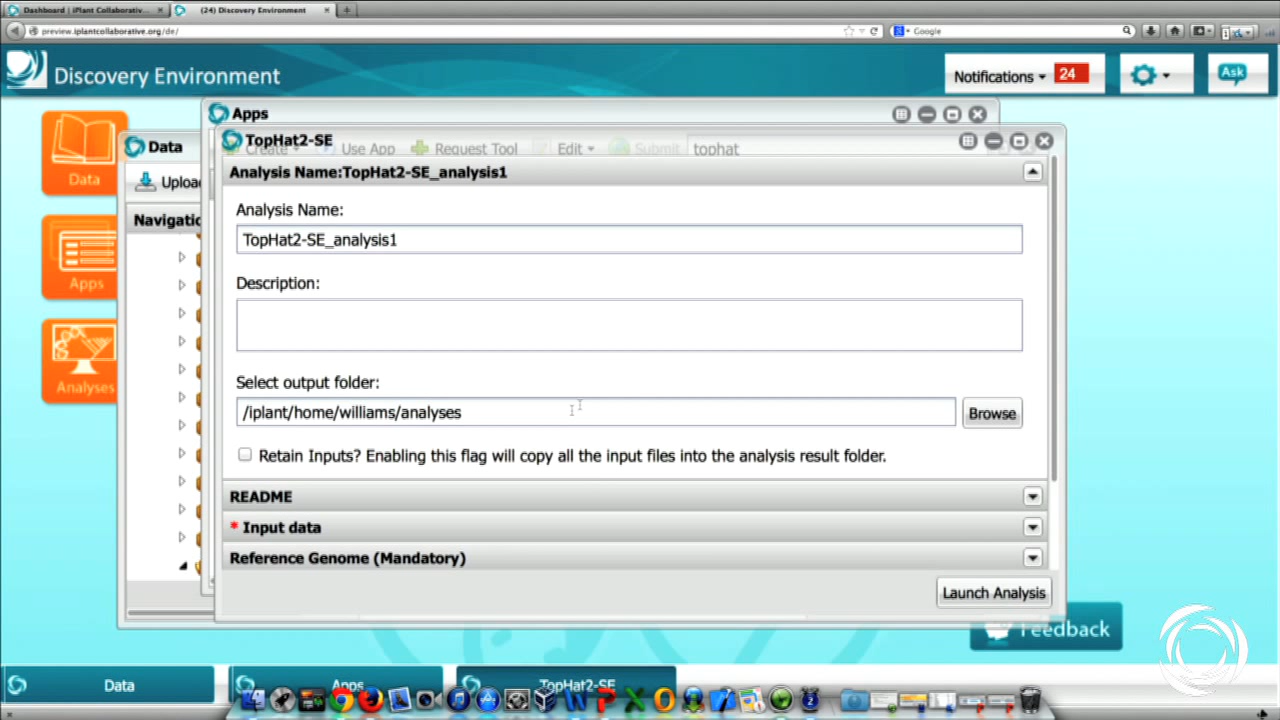 Dashboard | iPlant Collaborativ...
(24) Discovery Environment
preview.iplantcollaborative.org/de/
Google
Discovery Environment
Notifications
24
Ask
Data
Apps
Analyses
Data
Upload
Navigatio
Apps
Create
Use App
Request Tool
Edit
Submit
tophat
TopHat2-SE
Analysis Name:TopHat2-SE_analysis1
Analysis Name:
TopHat2-SE_analysis1
Description:
Select output folder:
/iplant/home/williams/analyses
Browse
Retain Inputs? Enabling this flag will copy all the input files into the analysis result folder.
README
* Input data
Reference Genome (Mandatory)
Launch Analysis
Feedback
Data
Apps
TopHat2-SE